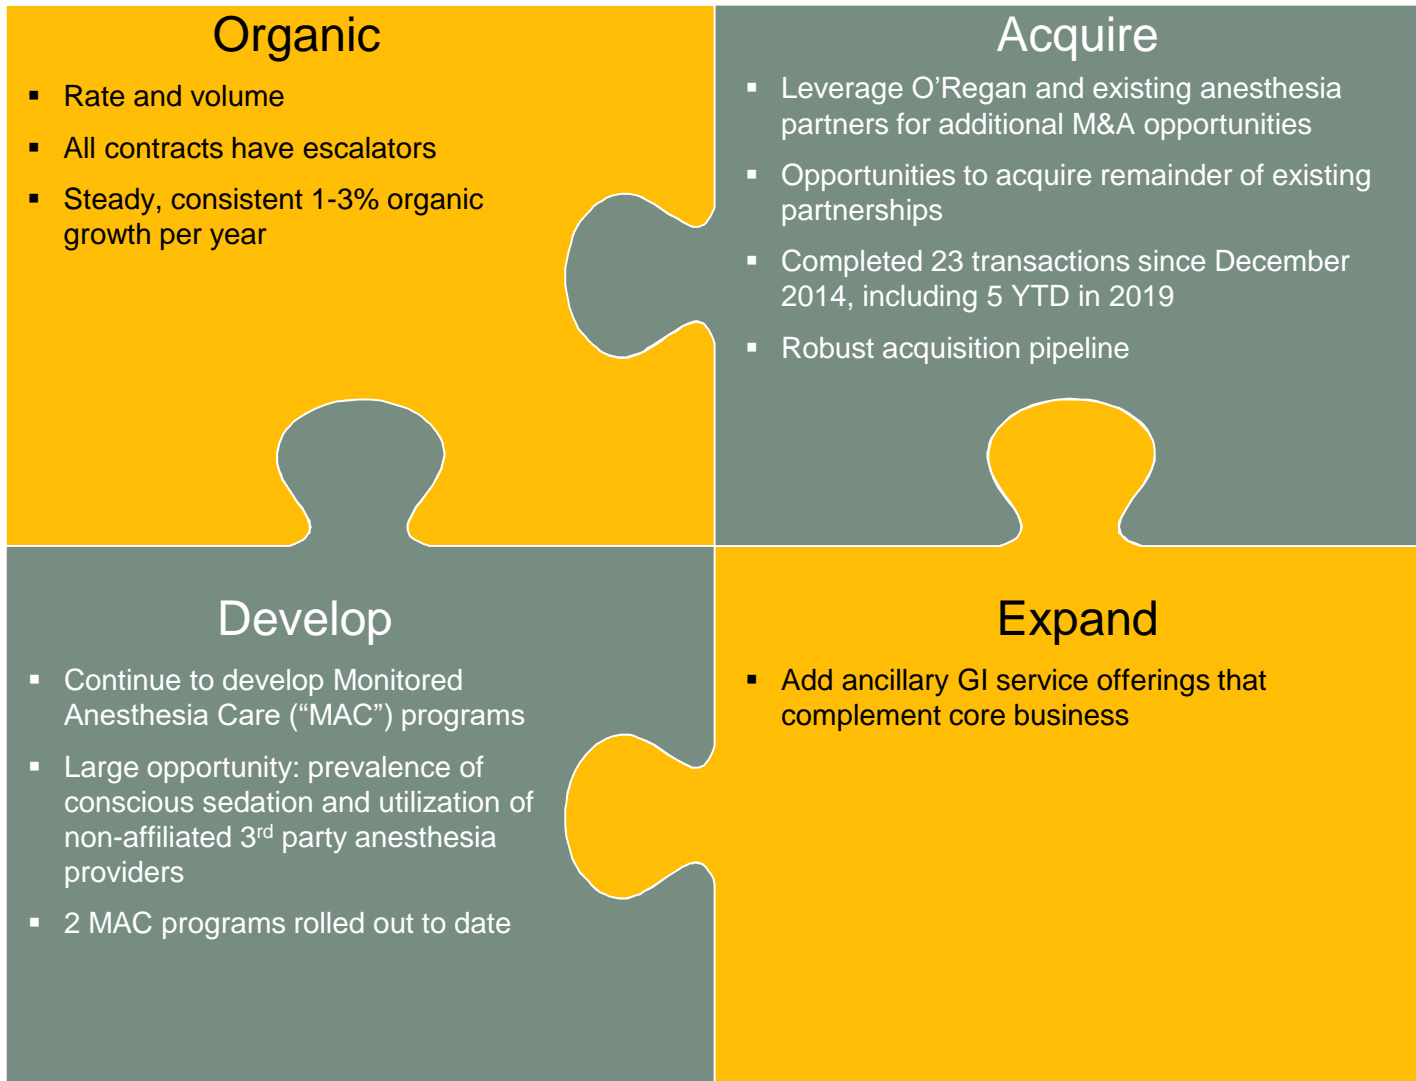 Organic
▪ Rate and volume
▪ All contracts have escalators
▪ Steady, consistent 1-3% organic
growth per year
Acquire
▪ Leverage O’Regan and existing anesthesia
partners for additional M&A opportunities
▪ Opportunities to acquire remainder of existing
partnerships
▪ Completed 23 transactions since December
2014, including 5 YTD in 2019
▪ Robust acquisition pipeline
Develop
▪ Continue to develop Monitored
Anesthesia Care (“MAC”) programs
▪ Large opportunity: prevalence of
conscious sedation and utilization of
non-affiliated 3rd party anesthesia
providers
▪ 2 MAC programs rolled out to date
Expand
▪ Add ancillary GI service offerings that
complement core business